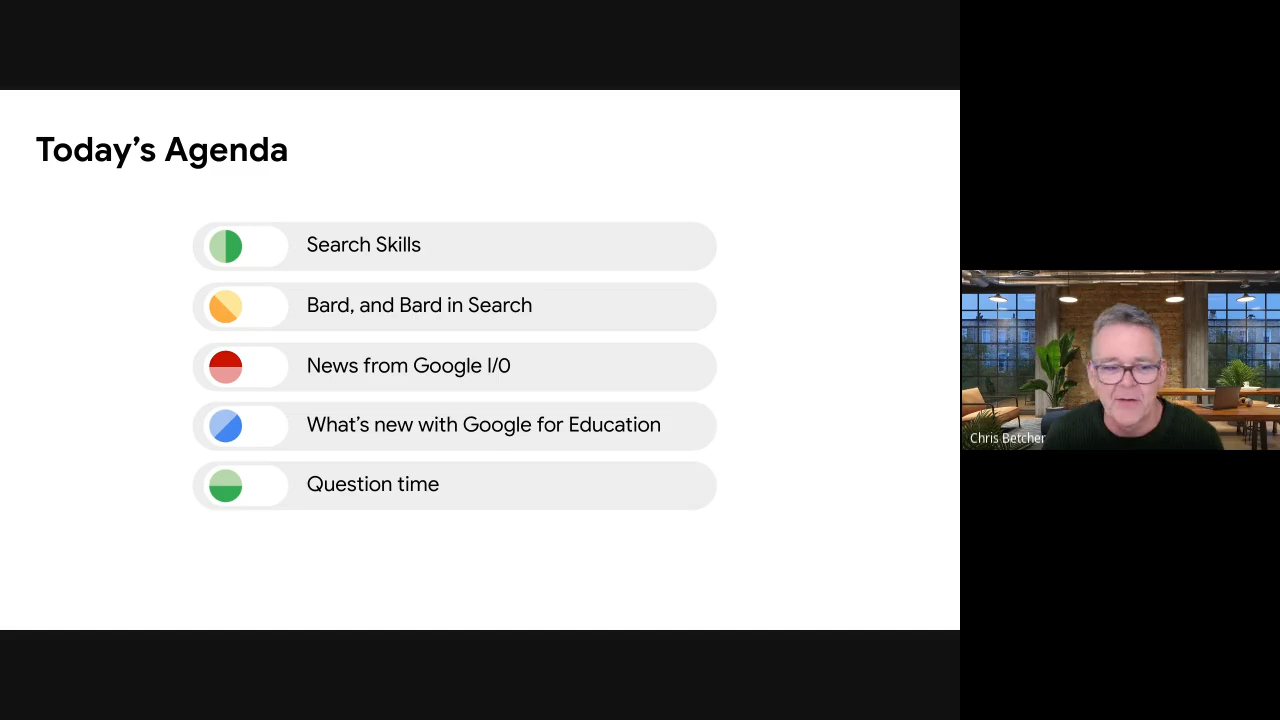 Today’s Agenda
Search Skills
Bard, and Bard in Search
News from Google I/0
What’s new with Google for Education
Question time
Chris Betcher